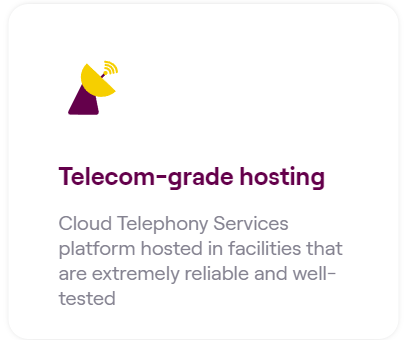 Telecom-grade hosting
Cloud Telephony Services
platform hosted in facilities that
are extremely reliable and well-
tested